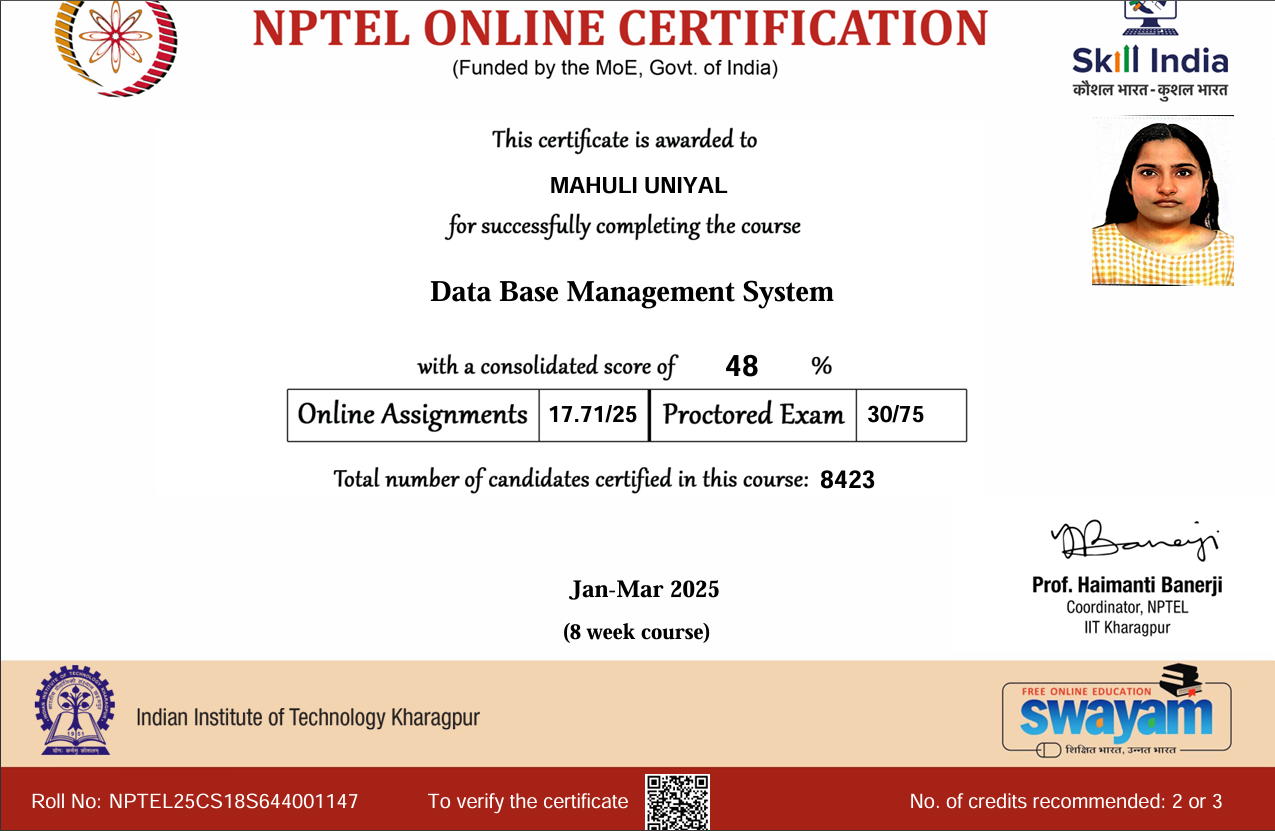 NPTEL ONLINE CERTIFICATION
(Funded by the MoE, Govt. of India)
Skill India
कौशल भारत - कुशल भारत
This certificate is awarded to
MAHULI UNIYAL
for successfully completing the course
Data Base Management System
with a consolidated score of 48 %
Online Assignments 17.71/25 Proctored Exam 30/75
Total number of candidates certified in this course: 8423
Jan-Mar 2025
(8 week course)
Prof. Haimanti Banerji
Coordinator, NPTEL
IIT Kharagpur
Indian Institute of Technology Kharagpur
1951
FREE ONLINE EDUCATION
swayam
शिक्षित भारत, उन्नत भारत
Roll No: NPTEL25CS18S644001147
To verify the certificate
No. of credits recommended: 2 or 3